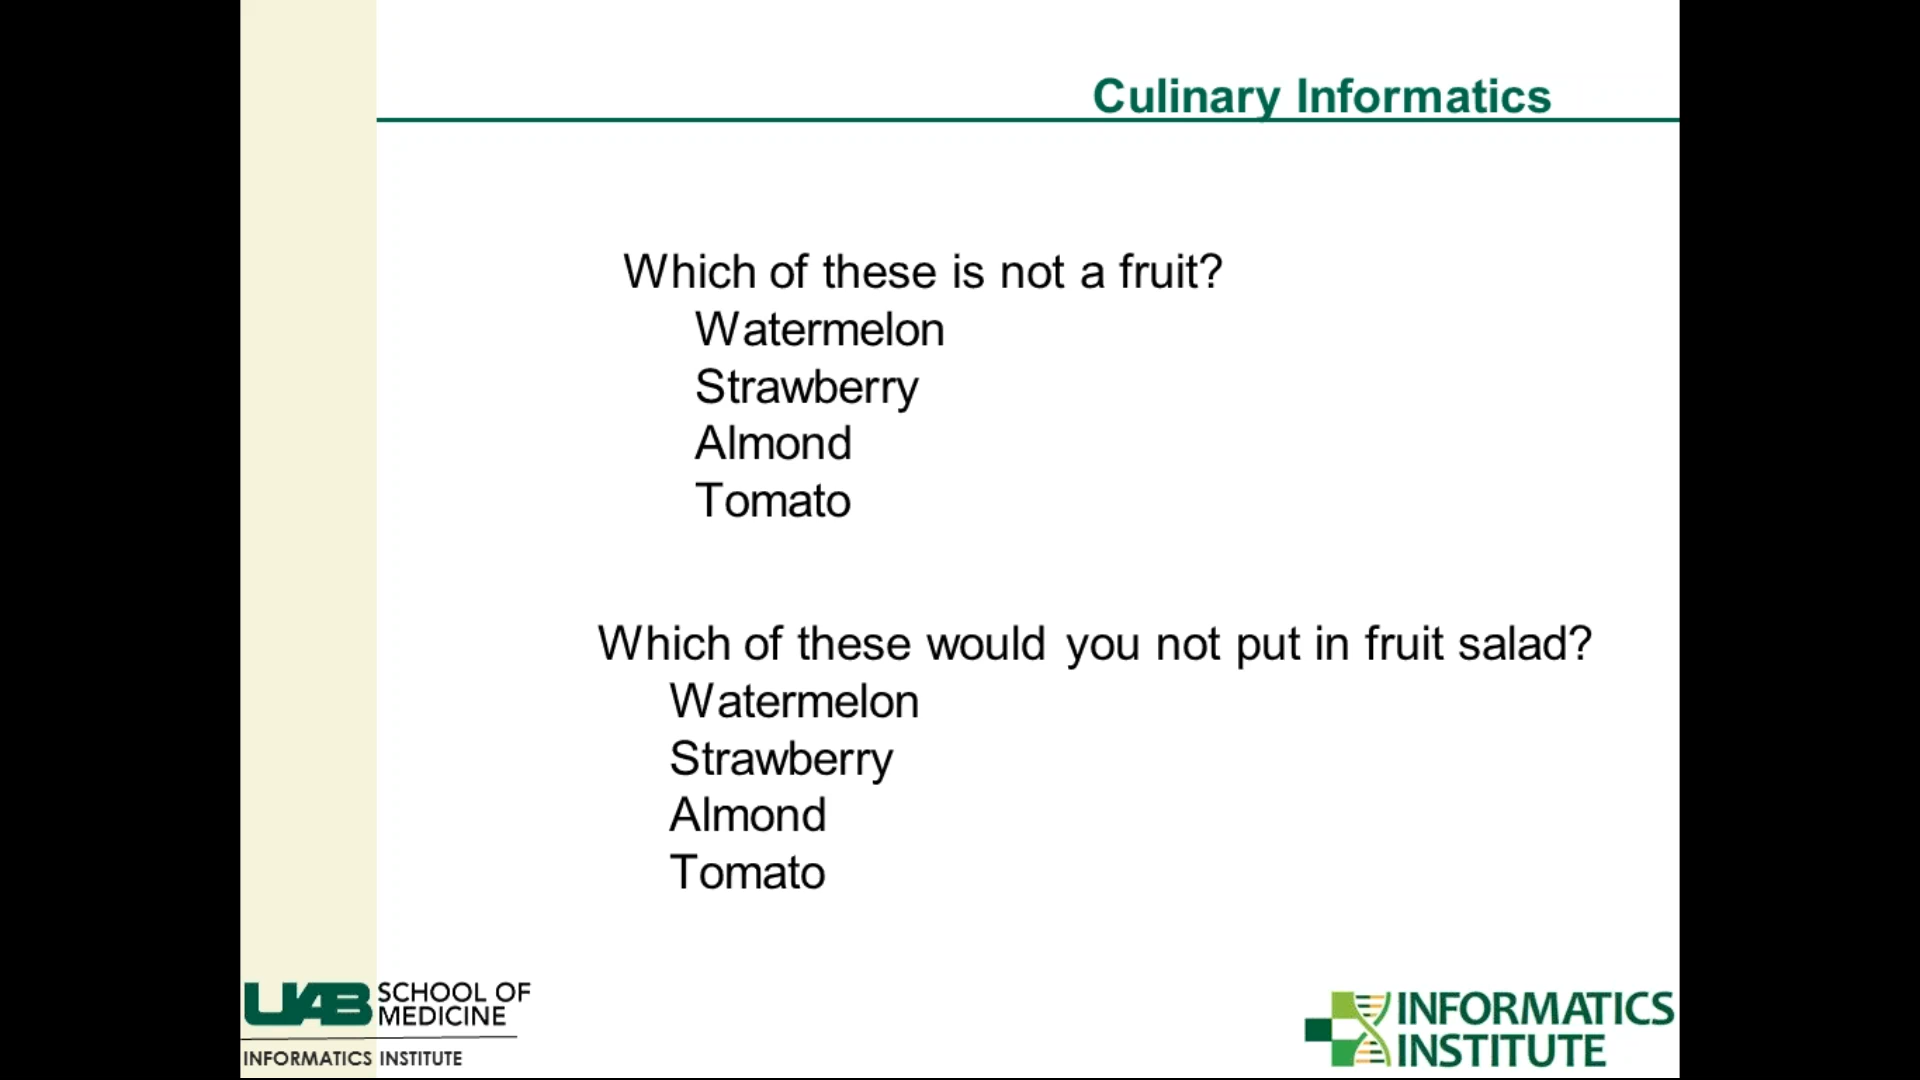 Culinary Informatics
Which of these is not a fruit?
Watermelon
Strawberry
Almond
Tomato
Which of these would you not put in fruit salad?
Watermelon
Strawberry
Almond
Tomato
UAB SCHOOL OF
MEDICINE
INFORMATICS INSTITUTE
INFORMATICS
INSTITUTE